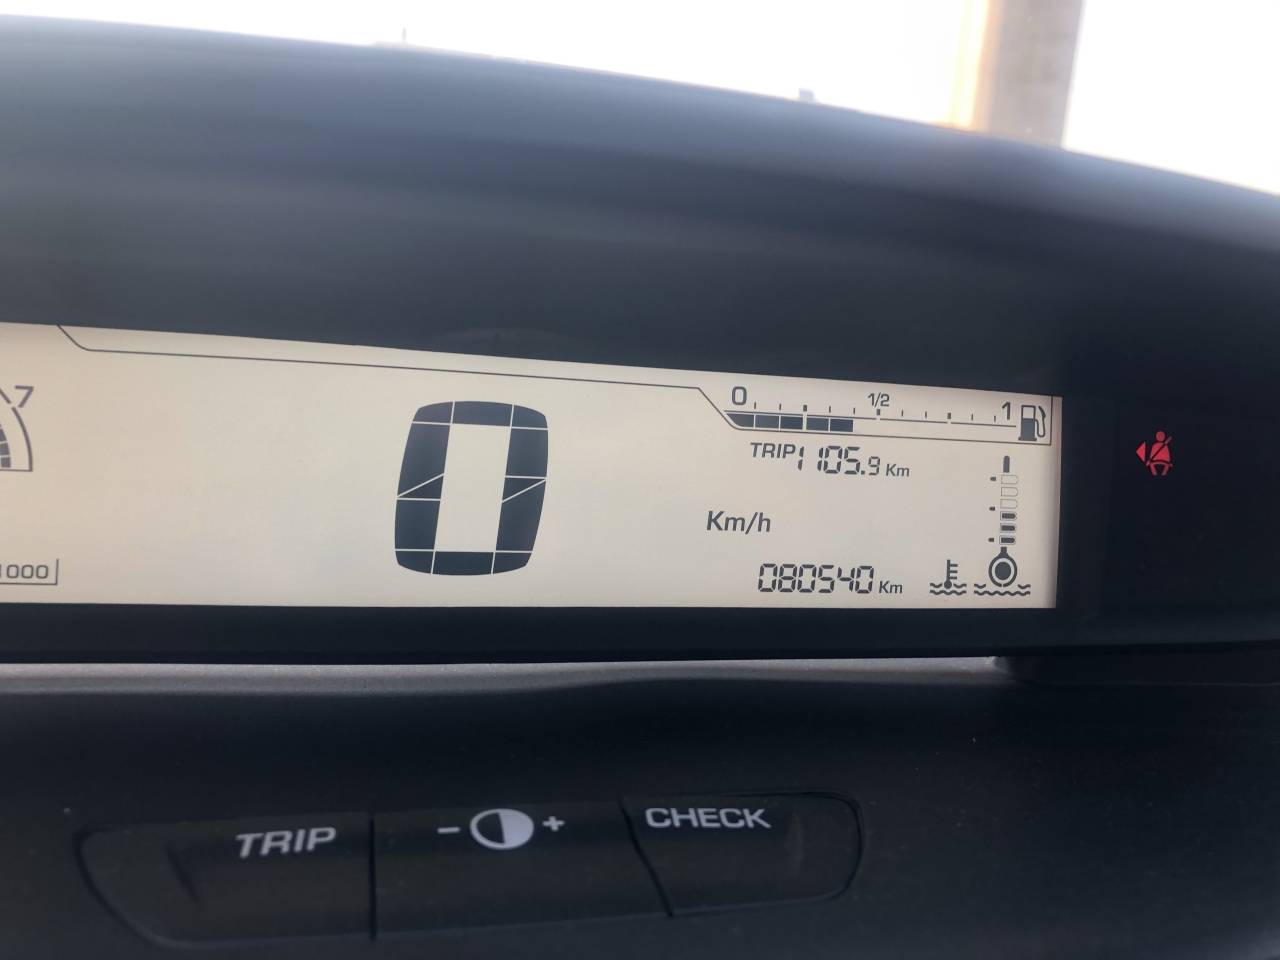 7
0 1/2 1
TRIP 1105.9 Km
0
Km/h
1000
080540 Km
TRIP - + CHECK